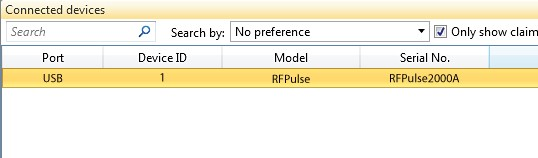 Connected devices
Search Search by: No preference Only show claim
Port Device ID Model Serial No.
USB 1 RFPulse RFPulse2000A